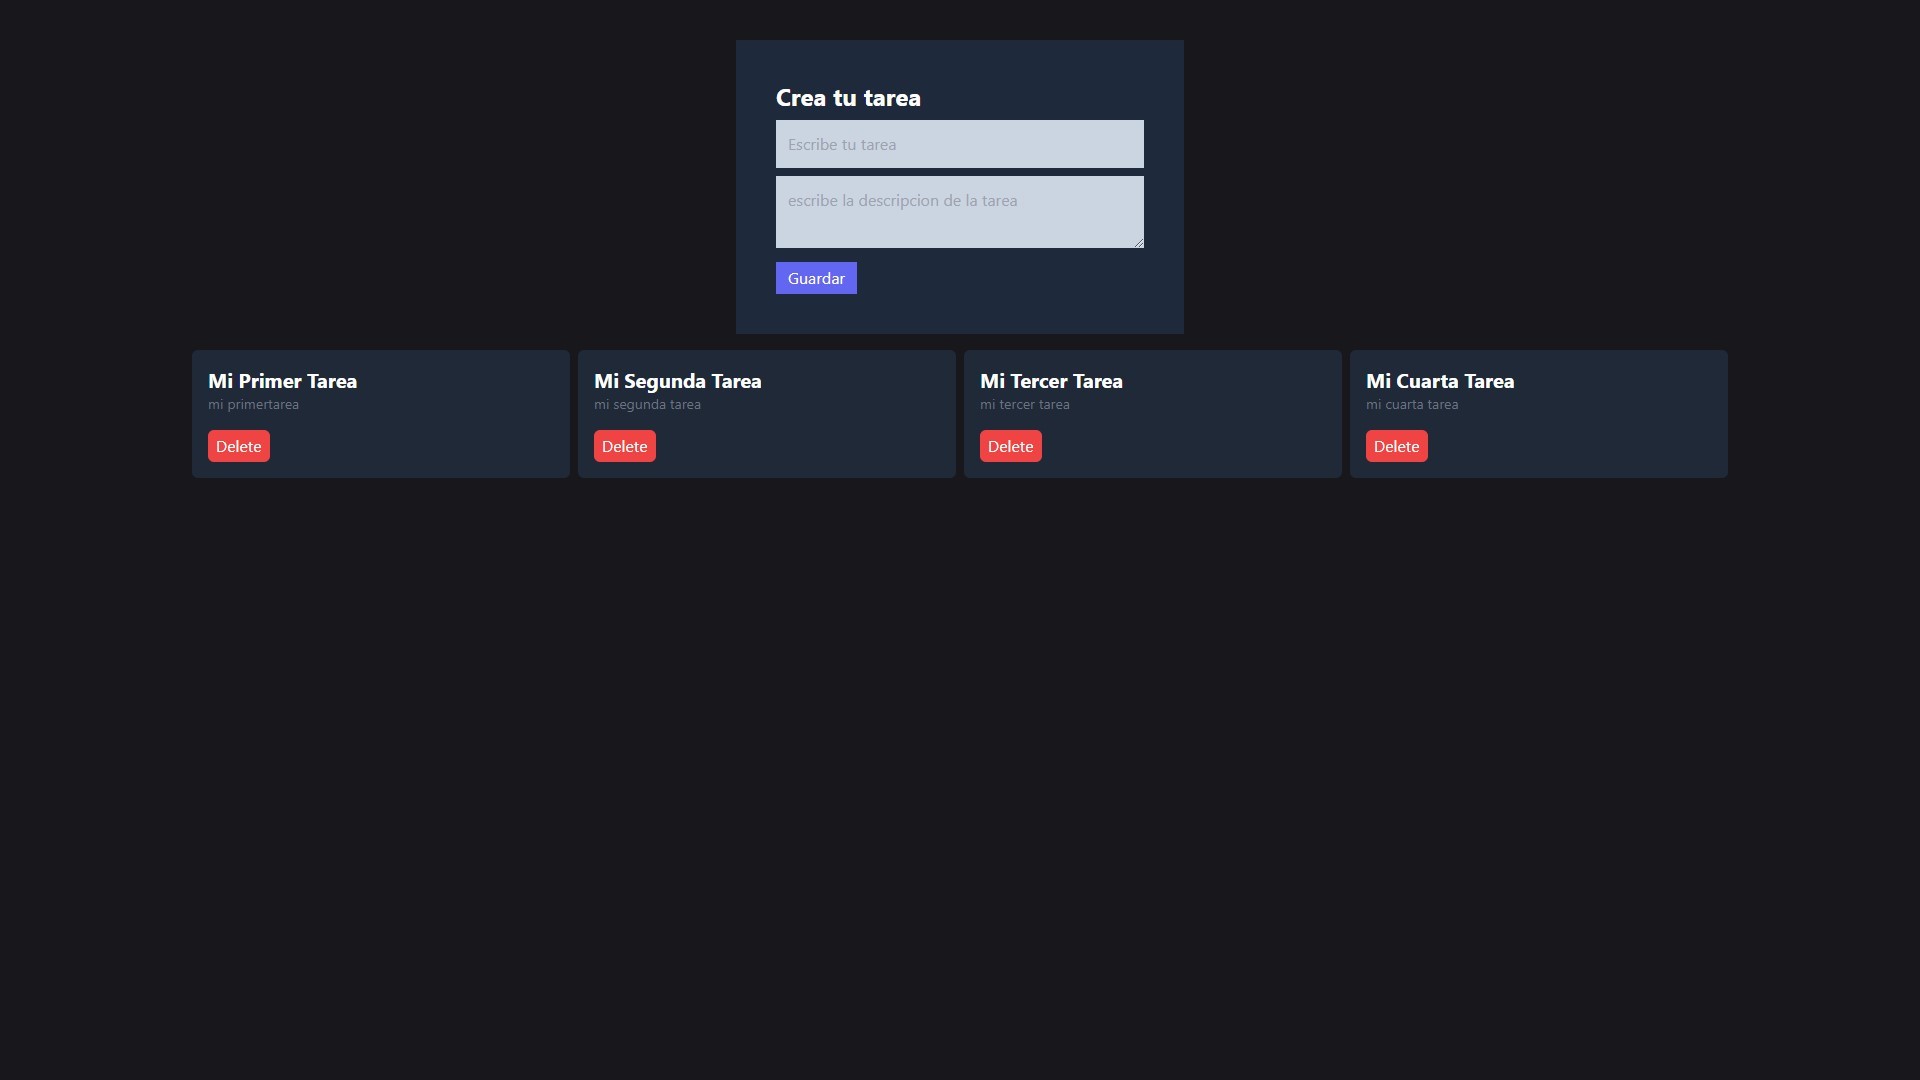 Crea tu tarea
Escribe tu tarea
escribe la descripcion de la tarea
Guardar
Mi Primer Tarea
mi primertarea
Delete
Mi Segunda Tarea
mi segunda tarea
Delete
Mi Tercer Tarea
mi tercer tarea
Delete
Mi Cuarta Tarea
mi cuarta tarea
Delete